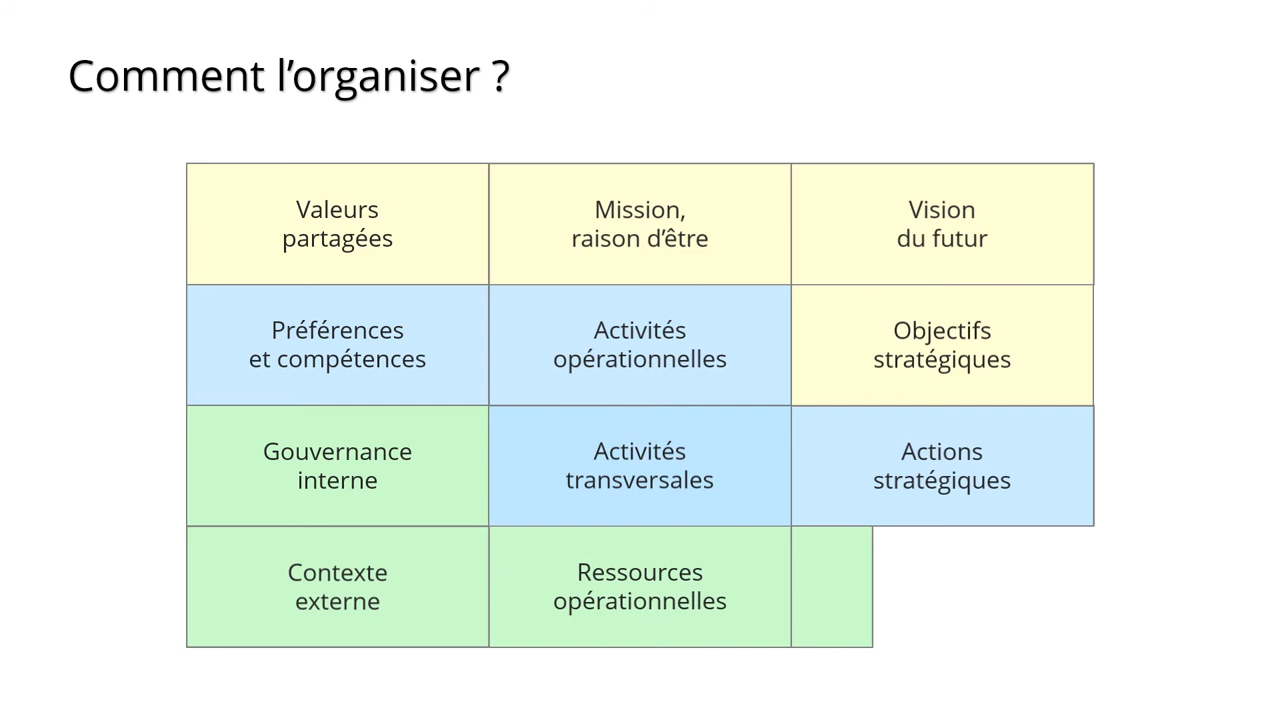 Comment l’organiser ?
Valeurs
partagées
Mission,
raison d’être
Vision
du futur
Préférences
et compétences
Activités
opérationnelles
Objectifs
stratégiques
Gouvernance
interne
Activités
transversales
Actions
stratégiques
Contexte
externe
Ressources
opérationnelles